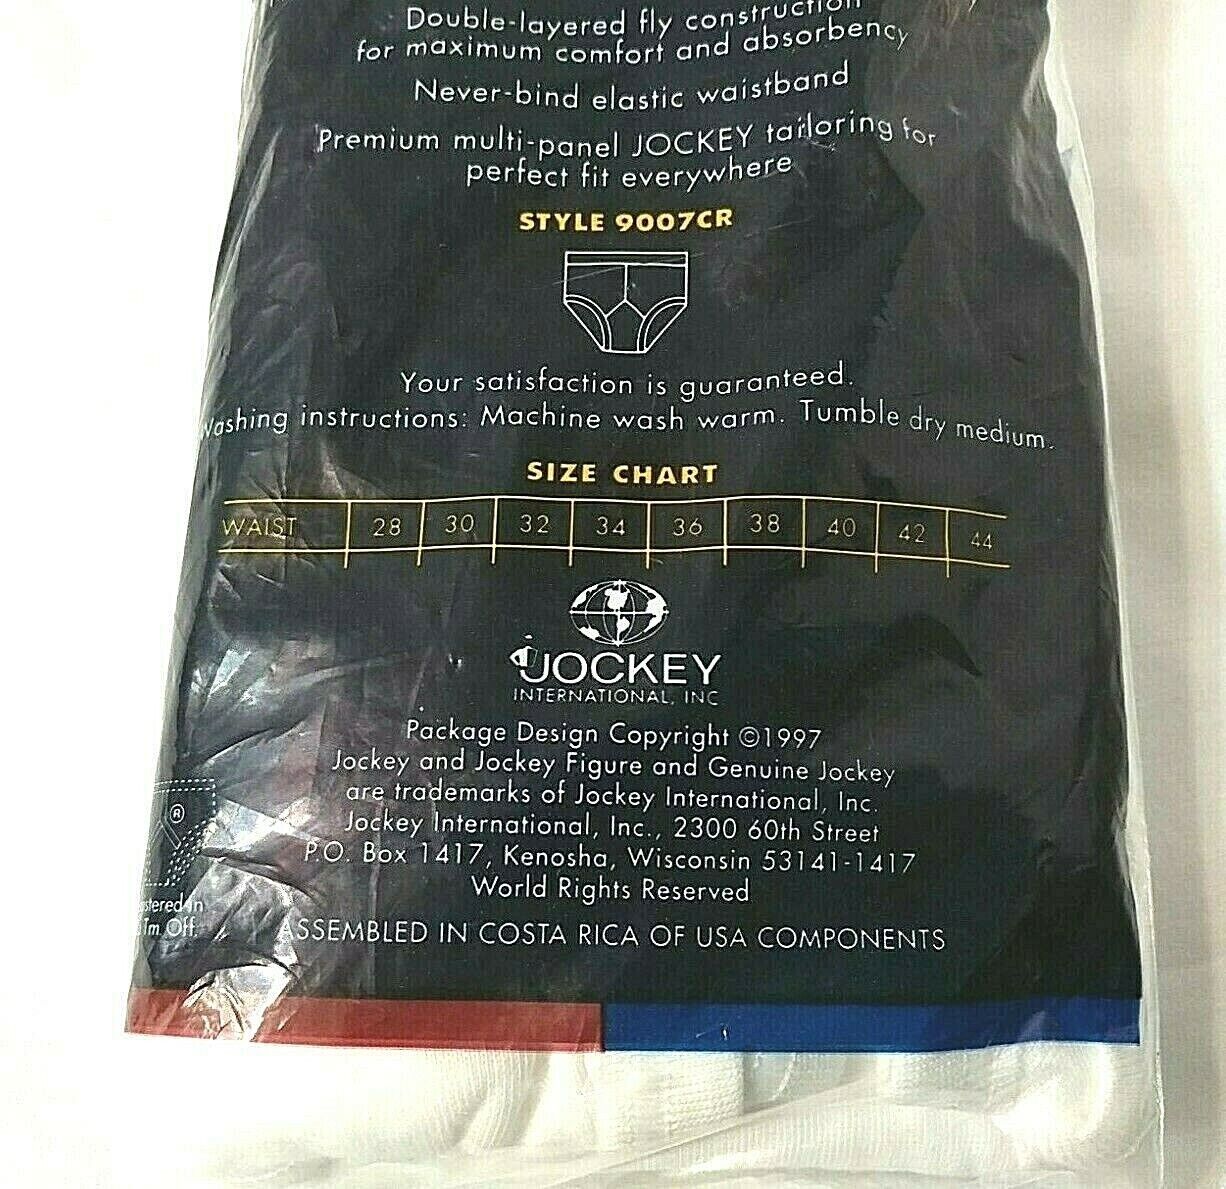 Double-layered fly construction
for maximum comfort and absorbency
Never-bind elastic waistband
Premium multi-panel JOCKEY tailoring for
perfect fit everywhere
STYLE 9007CR
Your satisfaction is guaranteed.
Washing instructions: Machine wash warm. Tumble dry medium.
SIZE CHART
WAIST 28 30 32 34 36 38 40 42 44
JOCKEY
INTERNATIONAL, INC
Package Design Copyright ©1997
Jockey and Jockey Figure and Genuine Jockey
are trademarks of Jockey International, Inc.
Jockey International, Inc., 2300 60th Street
P.O. Box 1417, Kenosha, Wisconsin 53141-1417
World Rights Reserved
®
in
Tm. Off.
ASSEMBLED IN COSTA RICA OF USA COMPONENTS